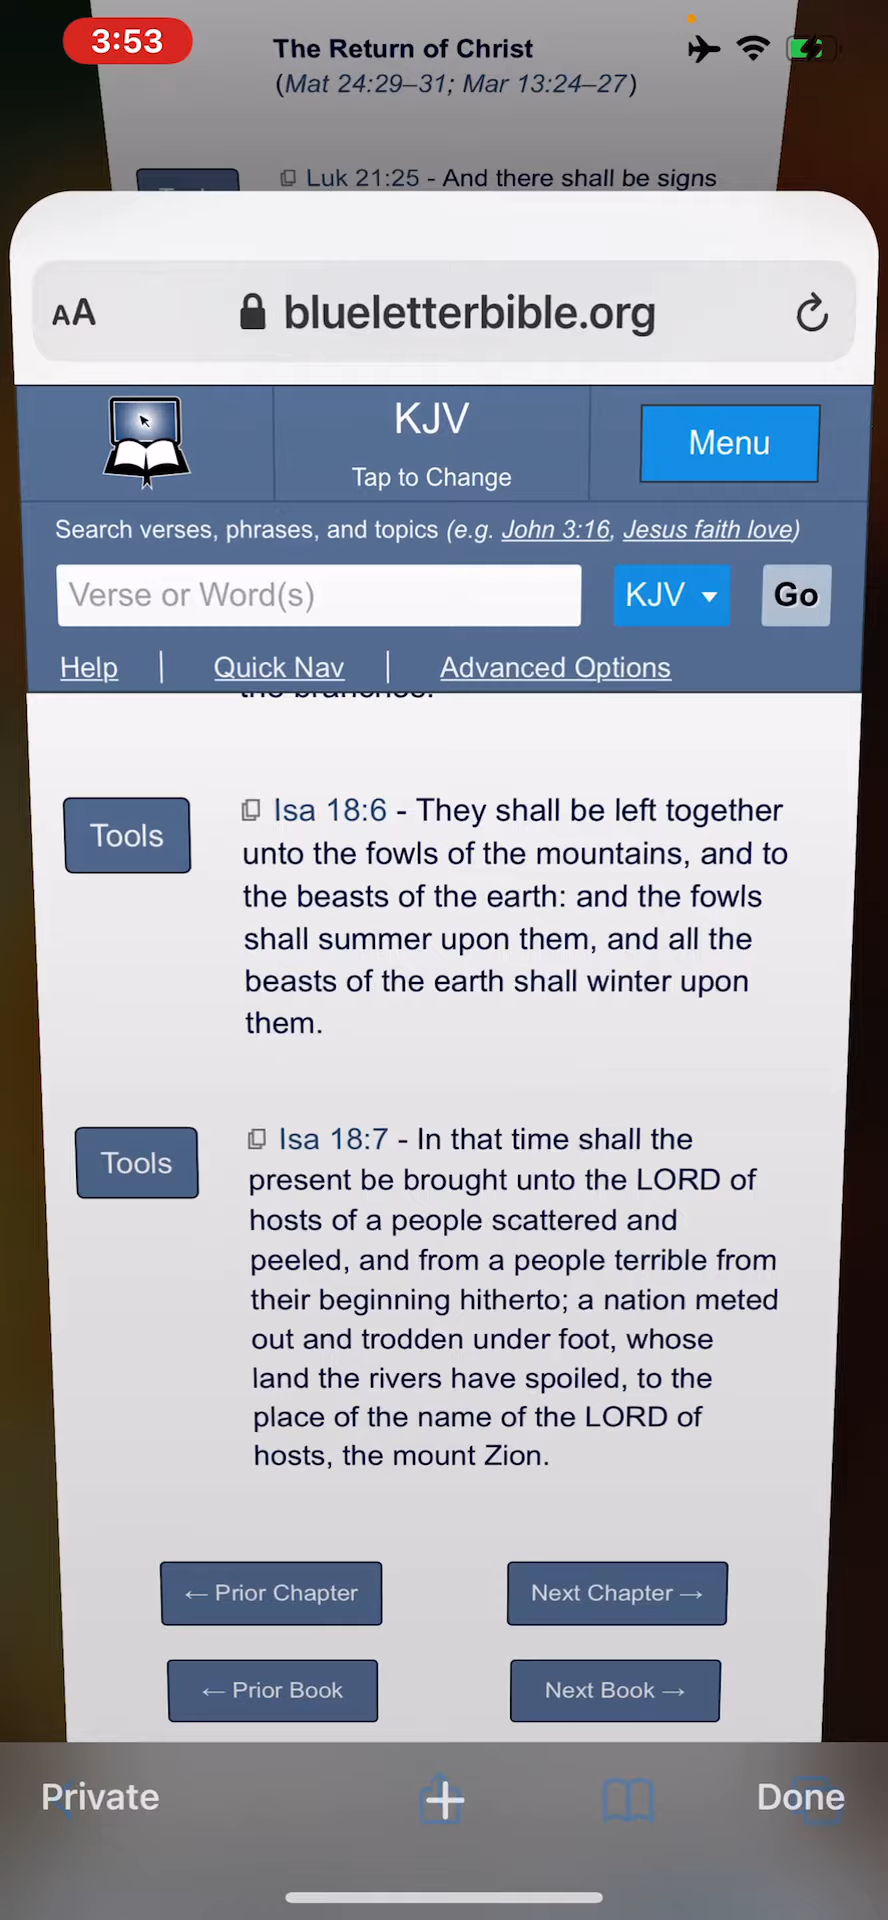 3:53
The Return of Christ
(Mat 24:29–31; Mar 13:24–27)
Luk 21:25 - And there shall be signs
AA
blueletterbible.org
KJV
Tap to Change
Menu
Search verses, phrases, and topics (e.g. John 3:16, Jesus faith love)
Verse or Word(s)
KJV
Go
Help | Quick Nav | Advanced Options
the branches.
Tools
Isa 18:6 - They shall be left together
unto the fowls of the mountains, and to
the beasts of the earth: and the fowls
shall summer upon them, and all the
beasts of the earth shall winter upon
them.
Tools
Isa 18:7 - In that time shall the
present be brought unto the LORD of
hosts of a people scattered and
peeled, and from a people terrible from
their beginning hitherto; a nation meted
out and trodden under foot, whose
land the rivers have spoiled, to the
place of the name of the LORD of
hosts, the mount Zion.
← Prior Chapter
Next Chapter →
← Prior Book
Next Book →
Private
Done